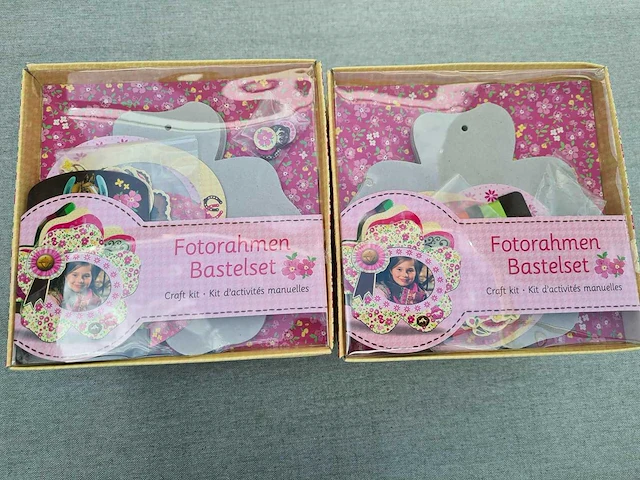 Fotorahmen
Bastelset
Craft kit · Kit d'activités manuelles
Fotorahmen
Bastelset
Craft kit · Kit d'activités manuelles